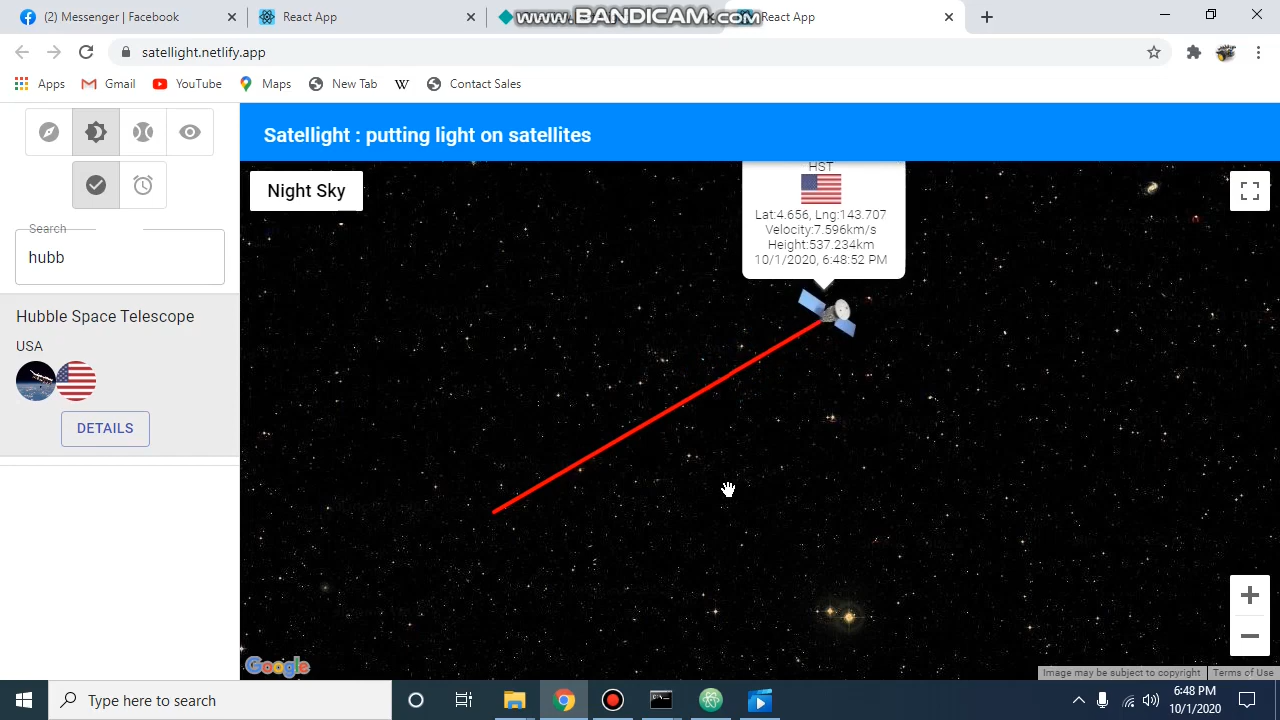 (2) Messenger | Facebook
React App
www.BANDICAM.com
React App
satellight.netlify.app
Apps
Gmail
YouTube
Maps
New Tab
W
Contact Sales
Satellight : putting light on satellites
Night Sky
HST
Lat:4.656, Lng:143.707
Velocity:7.596km/s
Height:537.234km
10/1/2020, 6:48:52 PM
Search
hubb
Hubble Space Telescope
USA
DETAILS
Google
Image may be subject to copyright
Terms of Use
Type here to search
6:48 PM
10/1/2020